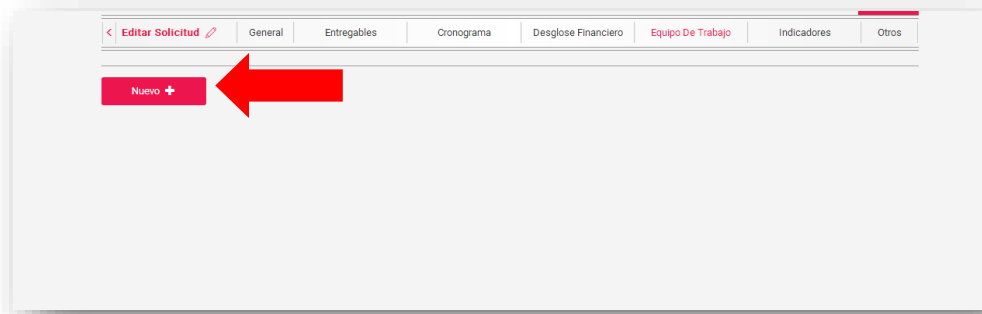 Editar Solicitud General Entregables Cronograma Desglose Financiero Equipo De Trabajo Indicadores Otros
Nuevo